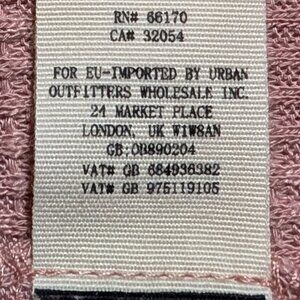 RN# 66170
CA# 32054
FOR EU-IMPORTED BY URBAN
OUTFITTERS WHOLESALE INC.
24 MARKET PLACE
LONDON, UK W1W8AN
GB;OB890204
VAT# GB 664936382
VAT# GB 975119105